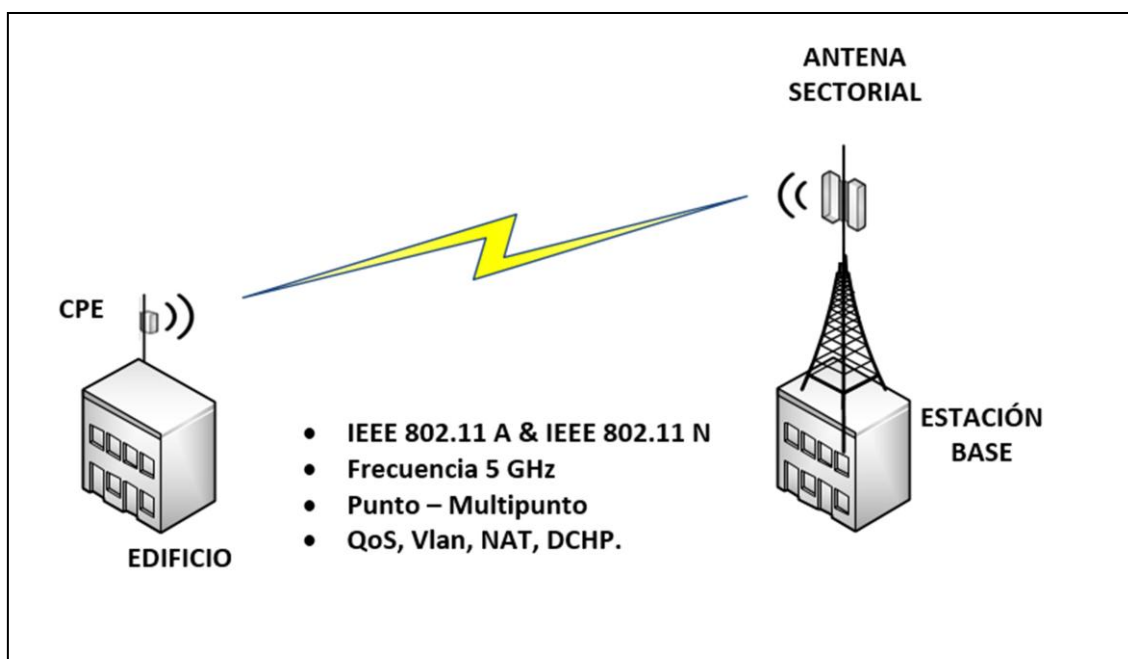 ANTENA
SECTORIAL
CPE
ESTACIÓN
BASE
• IEEE 802.11 A & IEEE 802.11 N
• Frecuencia 5 GHz
• Punto – Multipunto
• QoS, Vlan, NAT, DCHP.
EDIFICIO